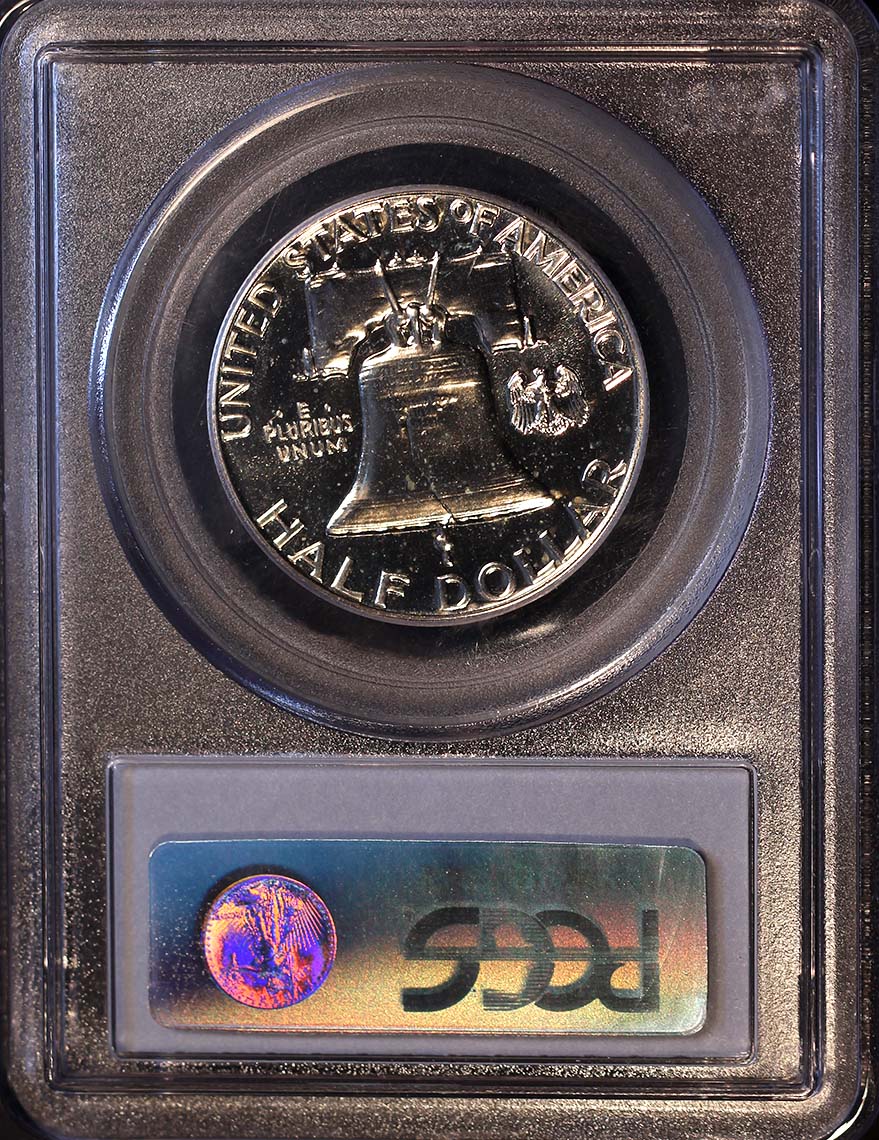 UNITED STATES OF AMERICA
· E ·
PLURIBUS
UNUM
HALF DOLLAR
PCGS